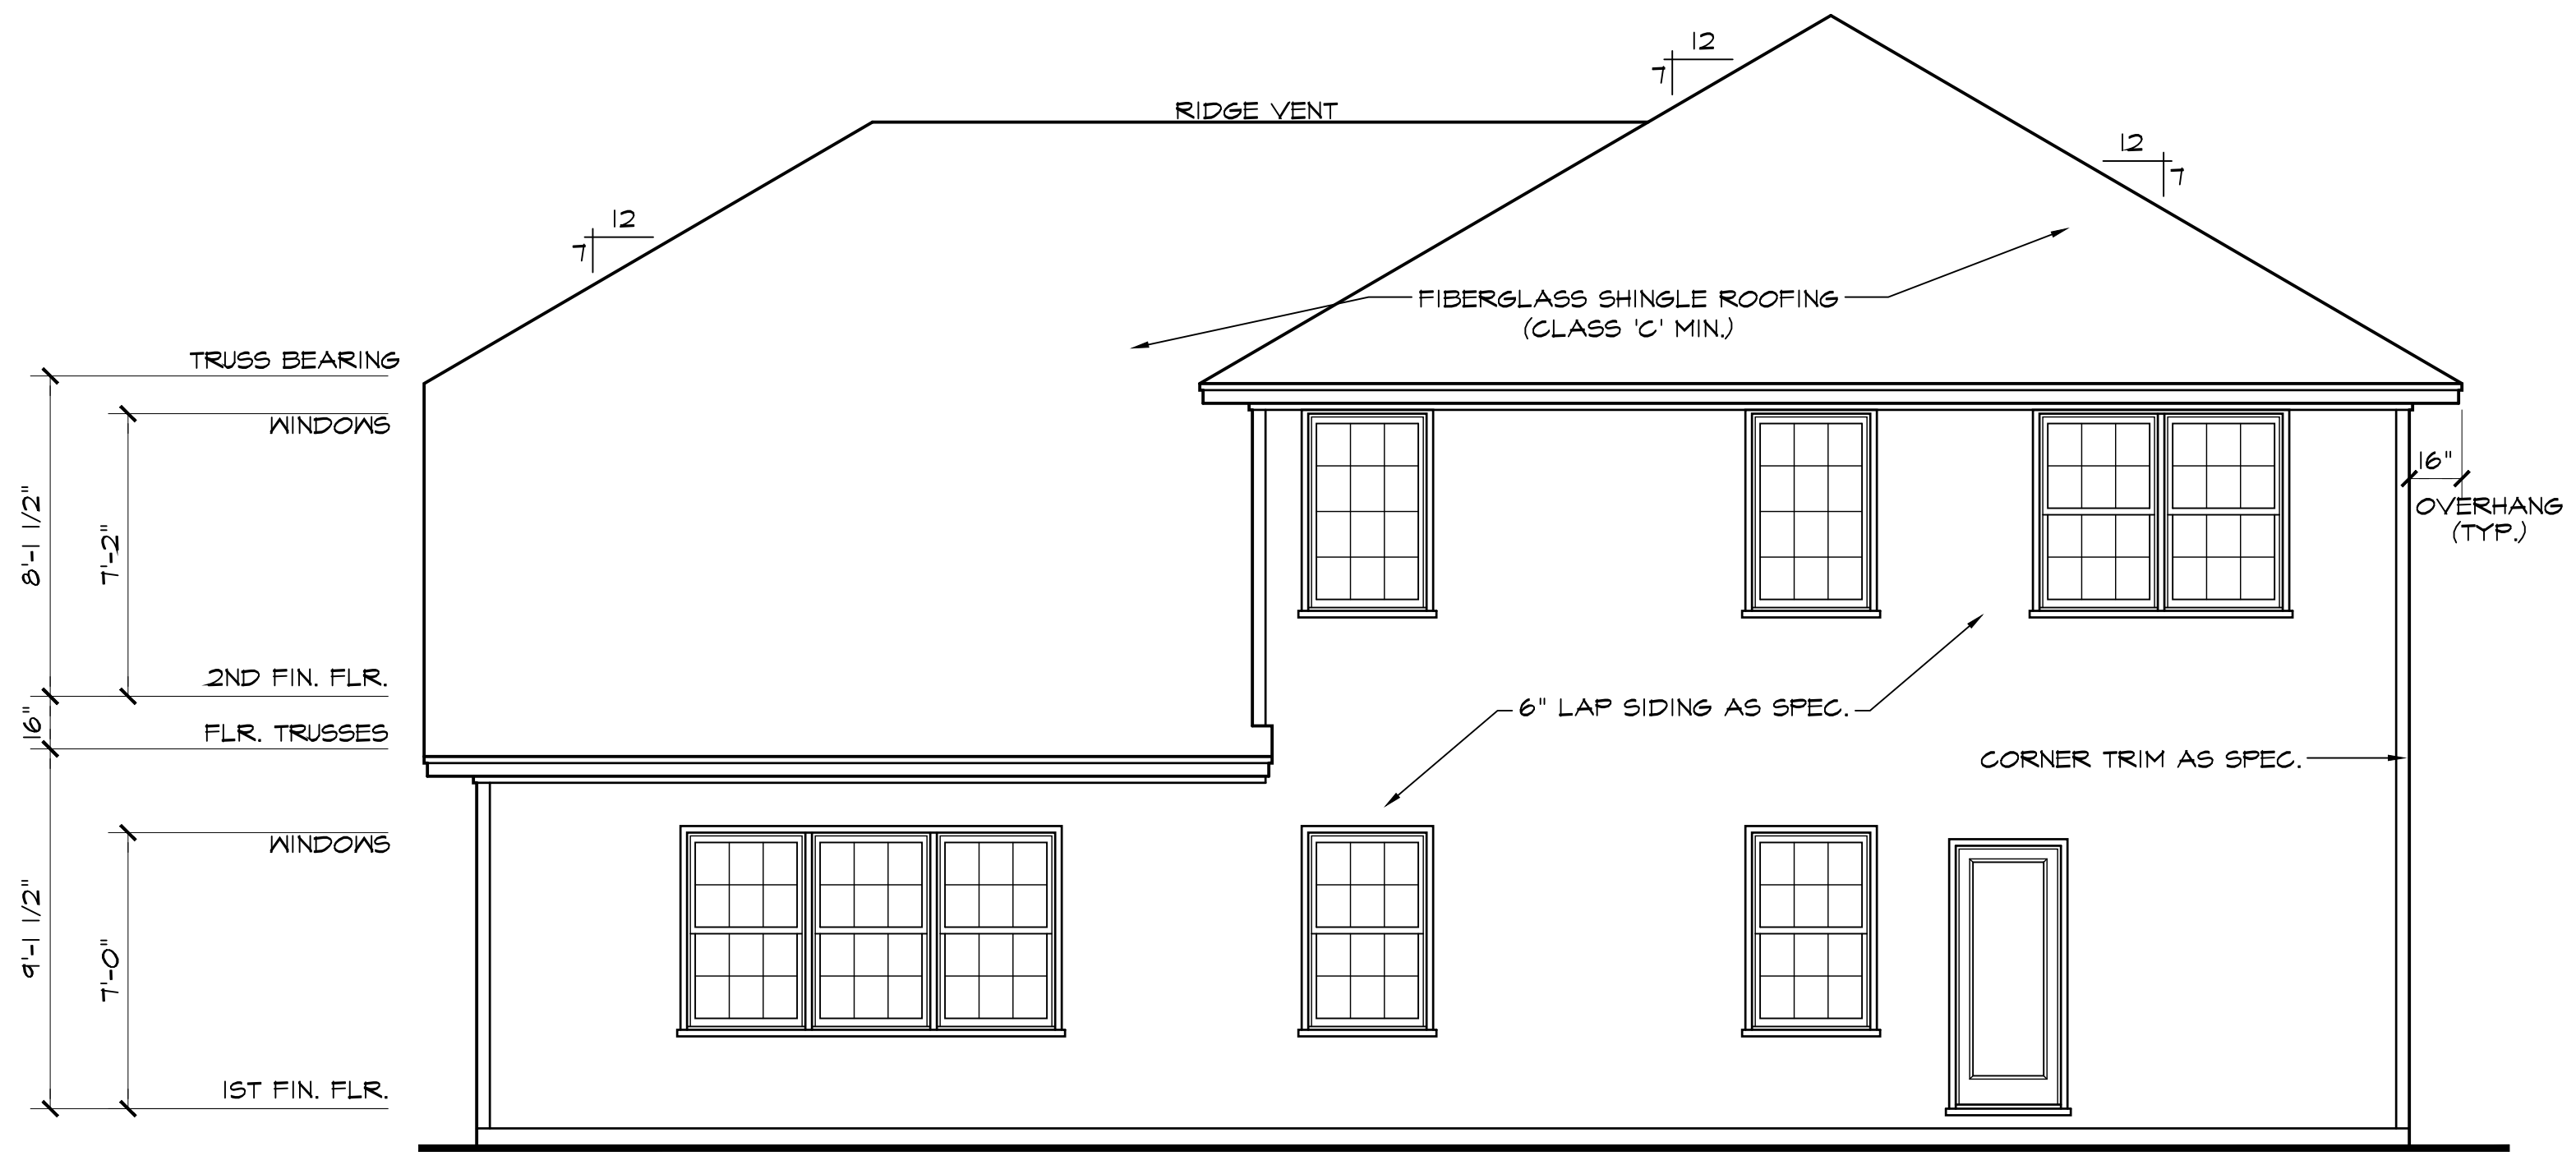 12
7
RIDGE VENT
12
7
12
7
FIBERGLASS SHINGLE ROOFING
(CLASS 'C' MIN.)
TRUSS BEARING
WINDOWS
8'-1 1/2"
7'-2"
16"
OVERHANG
(TYP.)
2ND FIN. FLR.
16"
FLR. TRUSSES
6" LAP SIDING AS SPEC.
CORNER TRIM AS SPEC.
WINDOWS
9'-1 1/2"
7'-0"
1ST FIN. FLR.